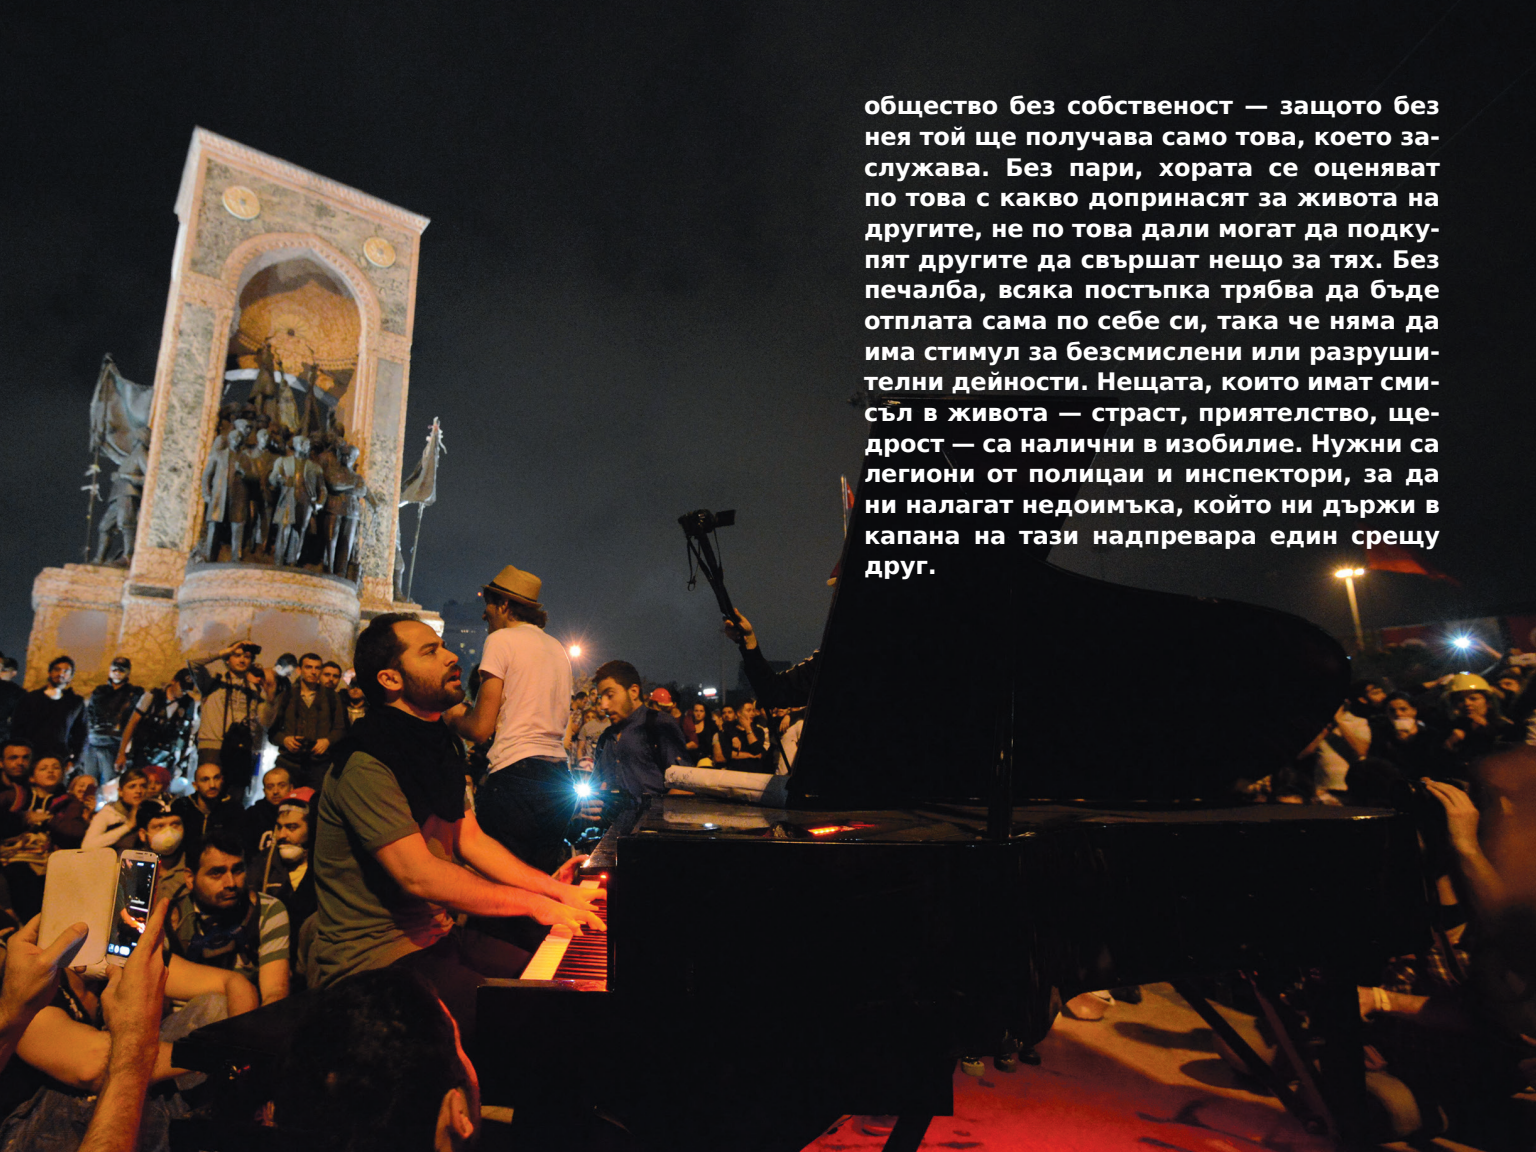 общество без собственост — защото без
нея той ще получава само това, което за-
служава. Без пари, хората се оценяват
по това с какво допринасят за живота на
другите, не по това дали могат да подку-
пят другите да свършат нещо за тях. Без
печалба, всяка постъпка трябва да бъде
отплата сама по себе си, така че няма да
има стимул за безсмислени или разруши-
телни дейности. Нещата, които имат сми-
съл в живота — страст, приятелство, ще-
дрост — са налични в изобилие. Нужни са
легиони от полицаи и инспектори, за да
ни налагат недоимъка, който ни държи в
капана на тази надпревара един срещу
друг.